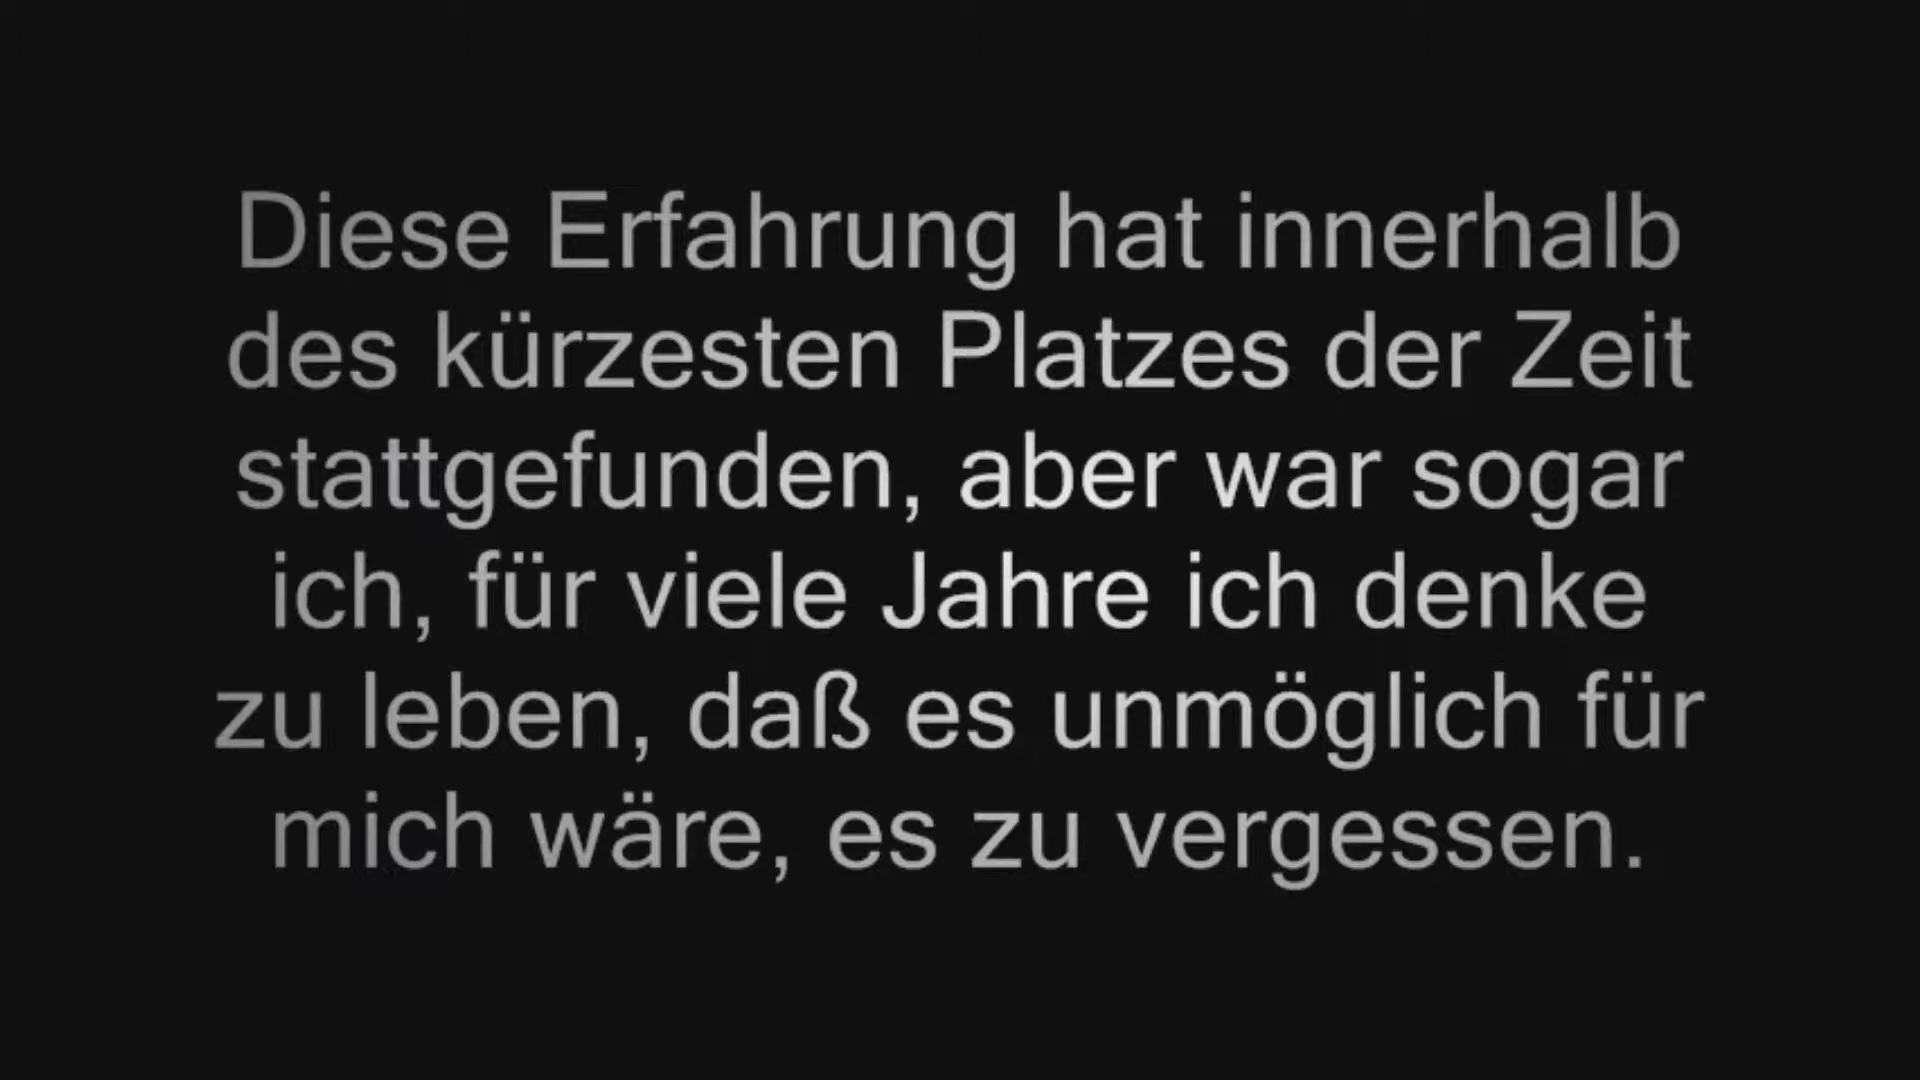 Diese Erfahrung hat innerhalb
des kürzesten Platzes der Zeit
stattgefunden, aber war sogar
ich, für viele Jahre ich denke
zu leben, daß es unmöglich für
mich wäre, es zu vergessen.